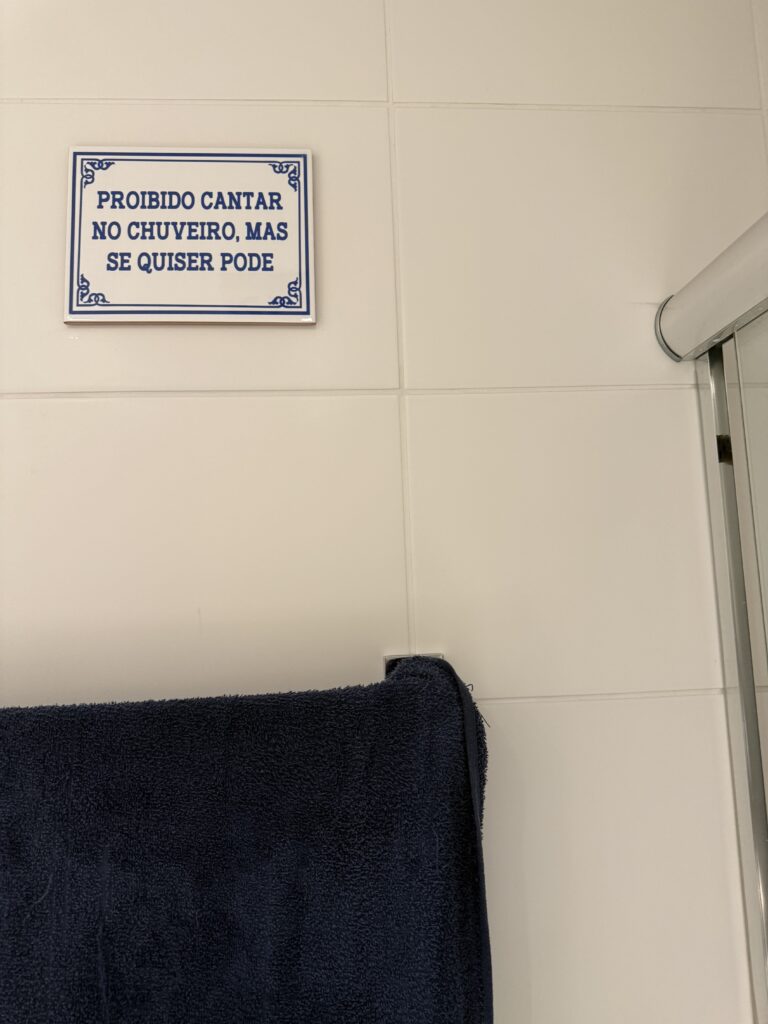 PROIBIDO CANTAR
NO CHUVEIRO, MAS
SE QUISER PODE